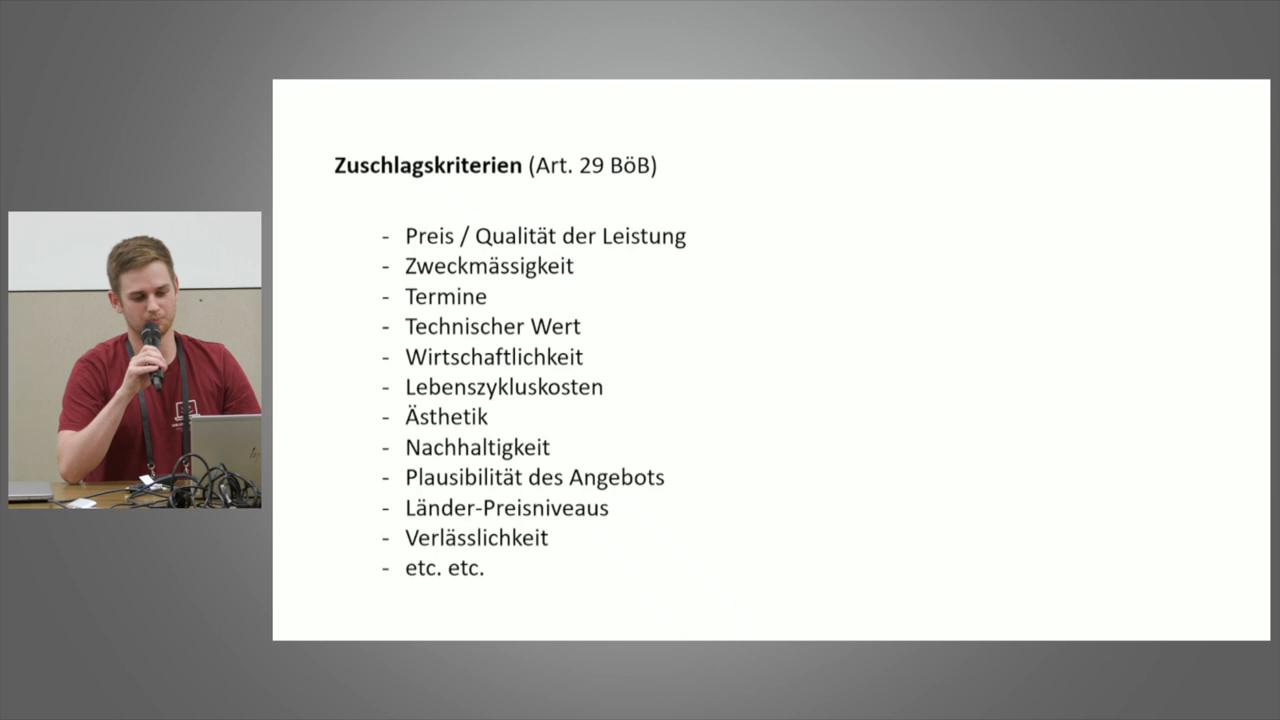 Zuschlagskriterien (Art. 29 BöB)
- Preis / Qualität der Leistung
- Zweckmässigkeit
- Termine
- Technischer Wert
- Wirtschaftlichkeit
- Lebenszykluskosten
- Ästhetik
- Nachhaltigkeit
- Plausibilität des Angebots
- Länder-Preisniveaus
- Verlässlichkeit
- etc. etc.